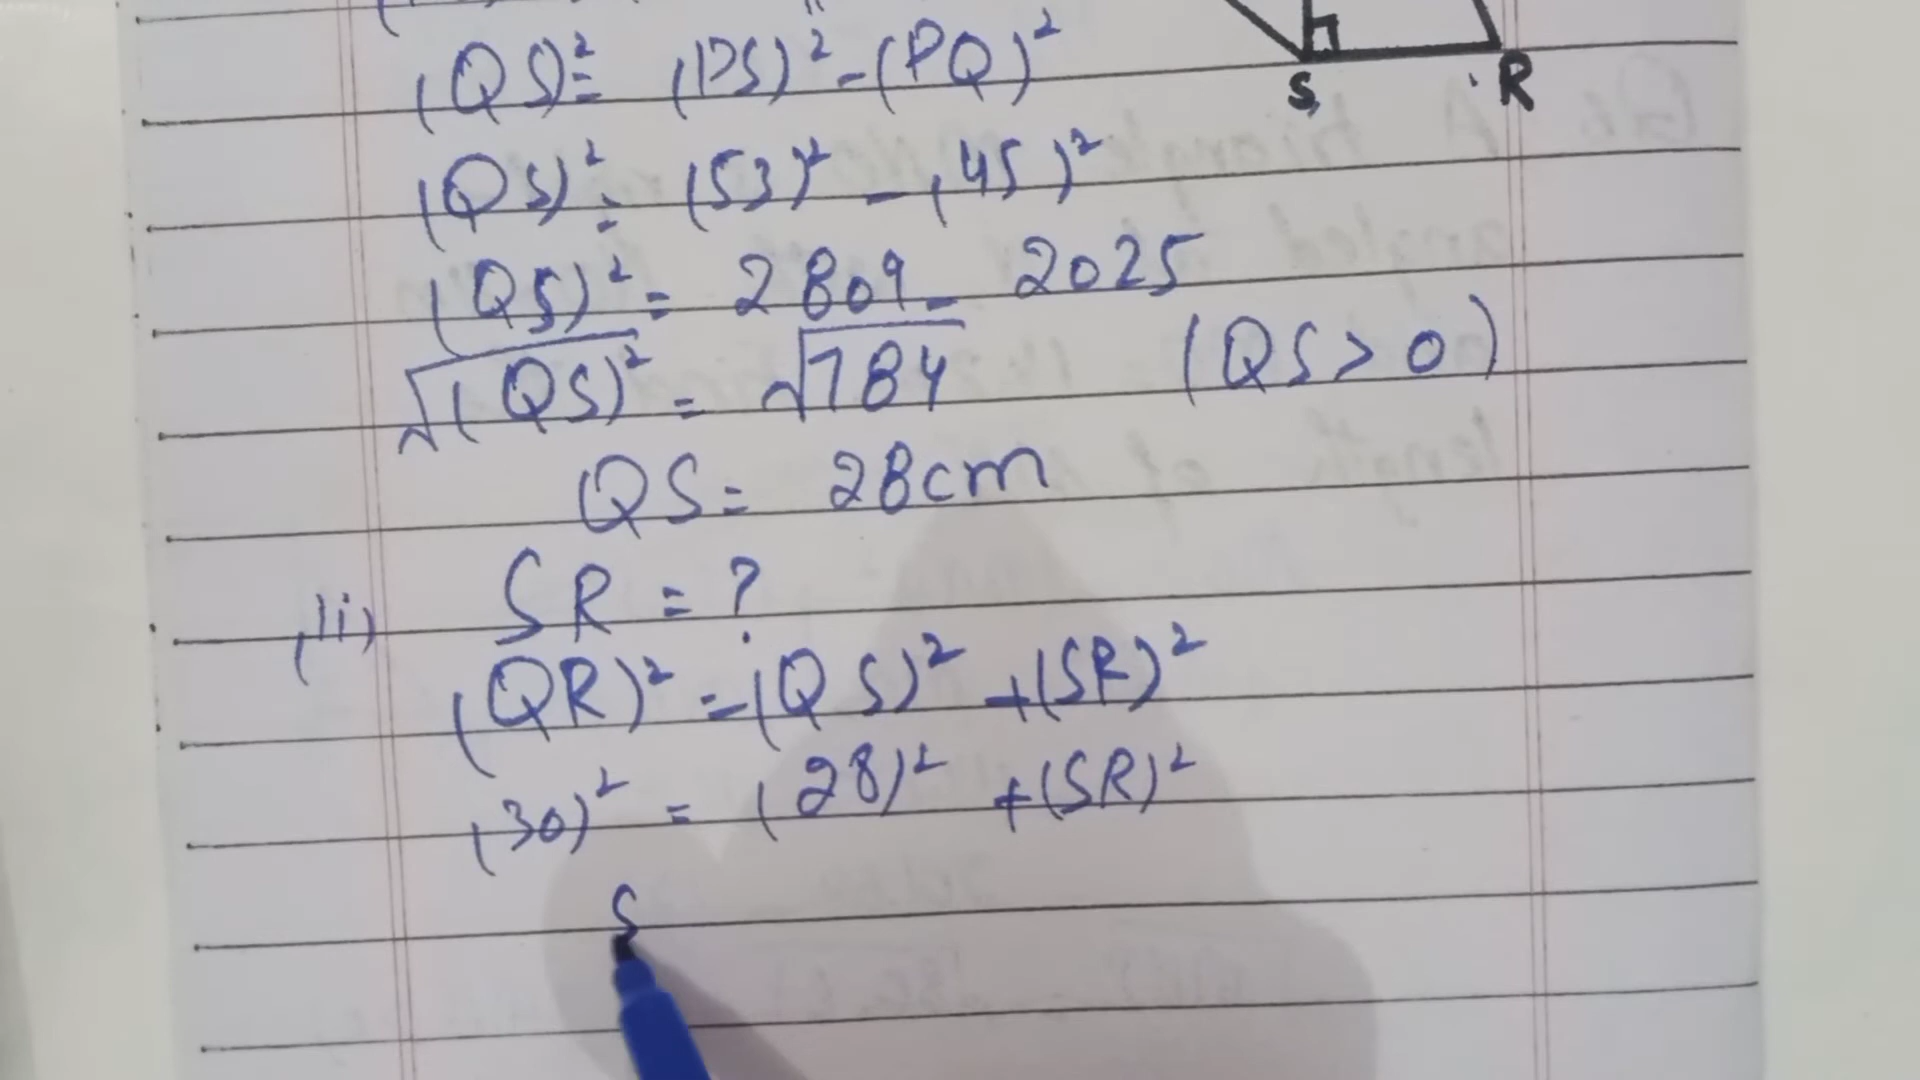 (QS)² = (PS)² - (PQ)²
S R
(QS)² = (53)² - (45)²
(QS)² = 2809 - 2025
√(QS)² = √784 (QS > 0)
QS = 28cm
(ii) SR = ?
(QR)² = (QS)² + (SR)²
(30)² = (28)² + (SR)²
S